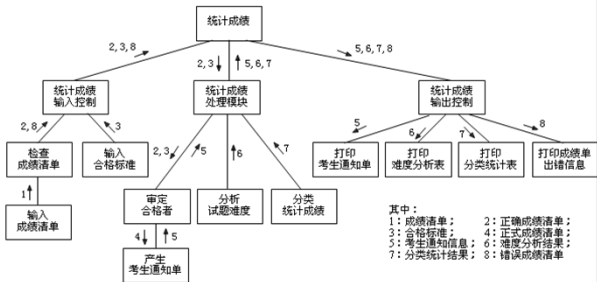 统计成绩
2,3,8
2,3
5,6,7
5,6,7,8
统计成绩
输入控制
统计成绩
处理模块
统计成绩
输出控制
2,8
3
2,3
5
6
7
5
6
7
8
检查
成绩清单
输入
合格标准
打印
考生通知单
打印
难度分析表
打印
分类统计表
打印成绩单
出错信息
1
输入
成绩清单
审定
合格者
分析
试题难度
分类
统计成绩
4
5
产生
考生通知单
其中：
1：成绩清单； 2：正确成绩清单；
3：合格标准； 4：正式成绩清单；
5：考生通知信息； 6：难度分析结果；
7：分类统计结果； 8：错误成绩清单